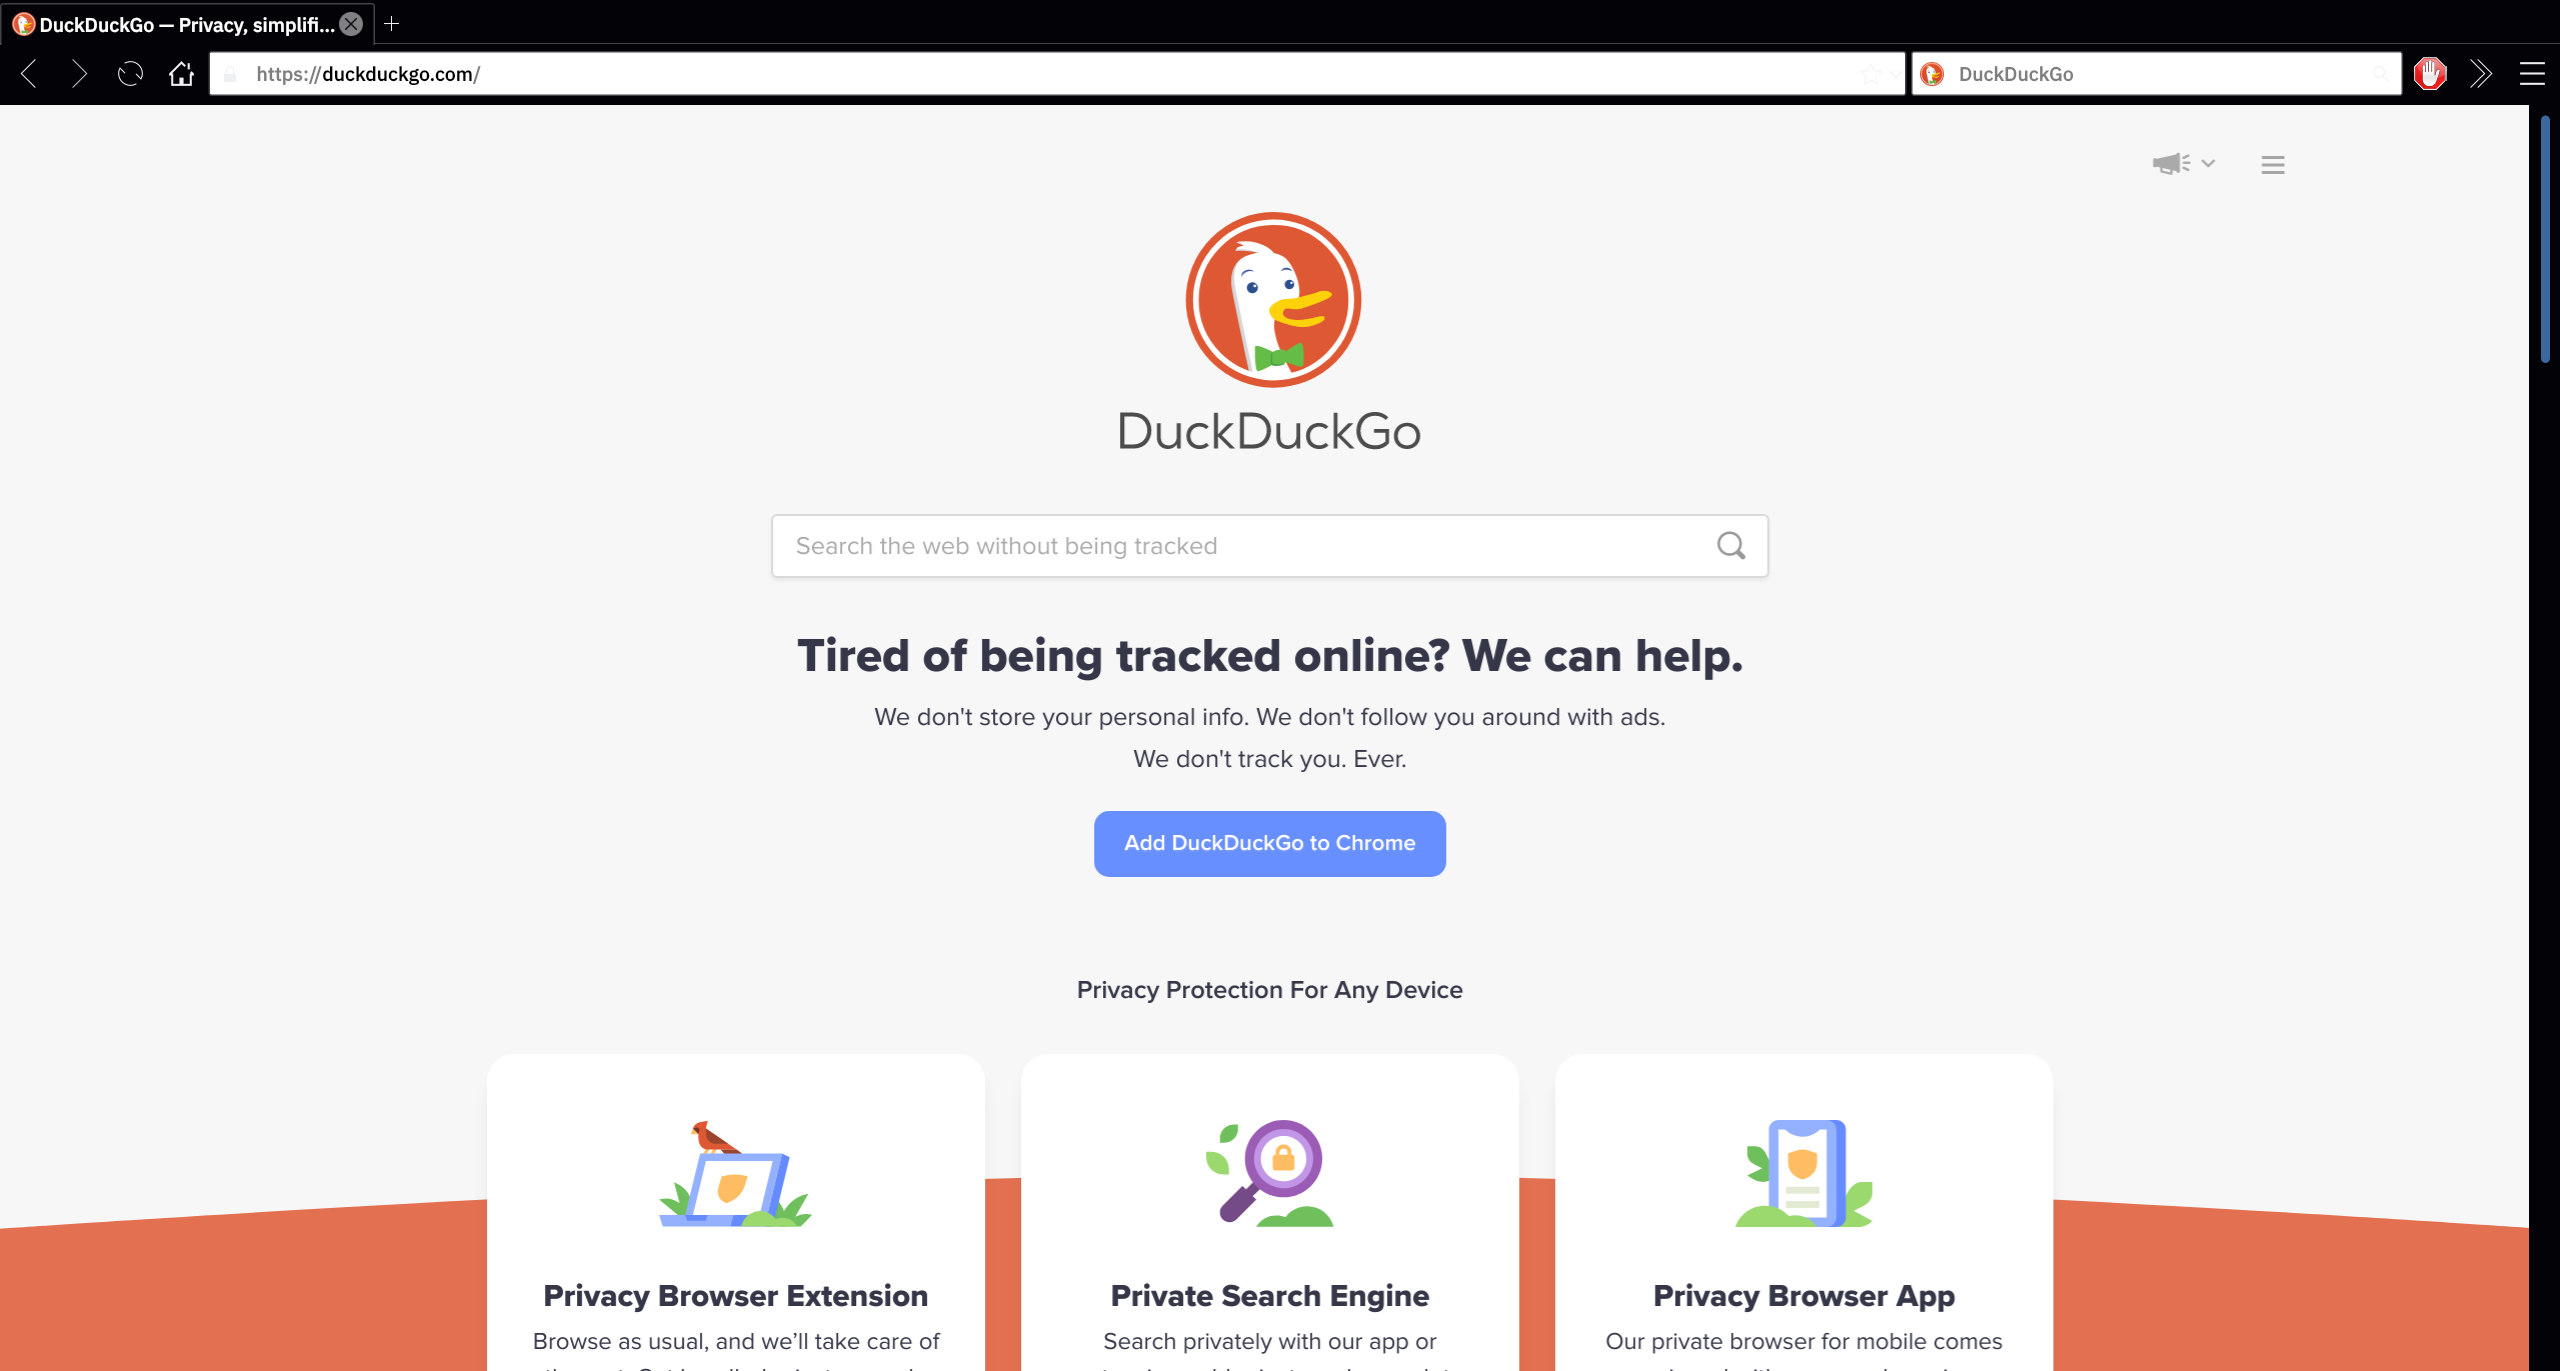 DuckDuckGo — Privacy, simplifi...
https://duckduckgo.com/
DuckDuckGo
DuckDuckGo
Search the web without being tracked
Tired of being tracked online? We can help.
We don't store your personal info. We don't follow you around with ads.
We don't track you. Ever.
Add DuckDuckGo to Chrome
Privacy Protection For Any Device
Privacy Browser Extension
Browse as usual, and we’ll take care of
Private Search Engine
Search privately with our app or
Privacy Browser App
Our private browser for mobile comes